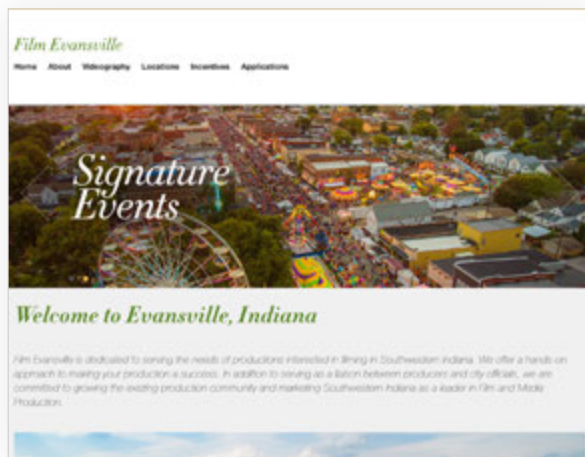 Film Evansville
Home About Videography Locations Incentives Applications
Signature
Events
Welcome to Evansville, Indiana
Film Evansville is dedicated to serving the needs of productions interested in filming in Southwestern Indiana. We offer a hands on
approach to making your production a success. In addition to serving as a liaison between producers and city officials, we are
committed to growing the existing production community and marketing Southwestern Indiana as a leader in Film and Media
Production.